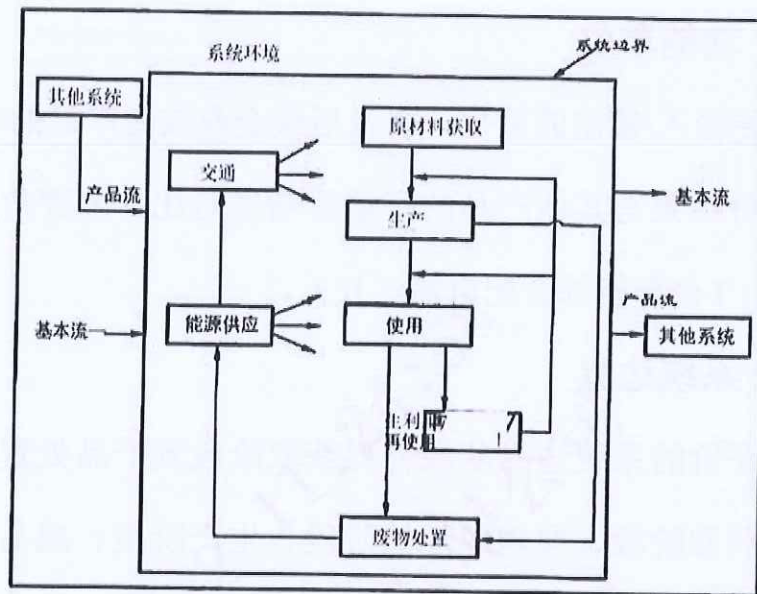 系统环境
系统边界
其他系统
原材料获取
交通
产品流
基本流
生产
产品流
基本流
能源供应
使用
其他系统
再使用
废物处置